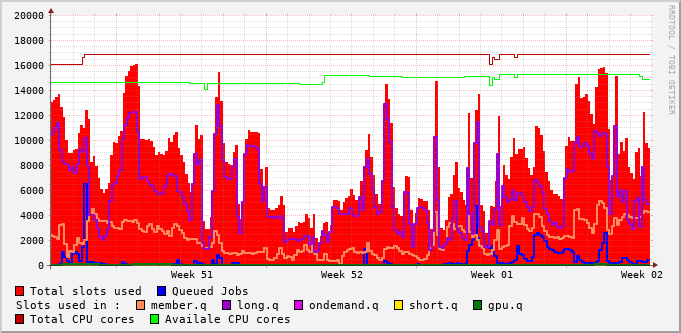 20000
18000
16000
14000
12000
10000
8000
6000
4000
2000
0
Week 51 Week 52 Week 01 Week 02
RRDTOOL / TOBI OETIKER
Total slots used Queued Jobs
Slots used in : member.q long.q ondemand.q short.q gpu.q
Total CPU cores Availale CPU cores